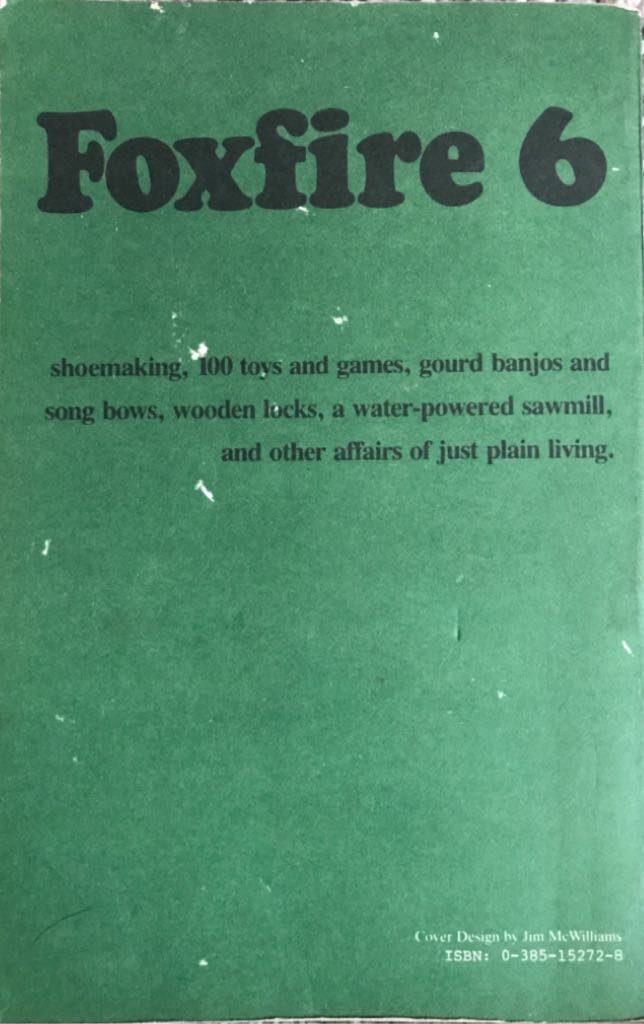 Foxfire 6
shoemaking, 100 toys and games, gourd banjos and
song bows, wooden locks, a water-powered sawmill,
and other affairs of just plain living.
Cover Design by Jim McWilliams
ISBN: 0-385-15272-8